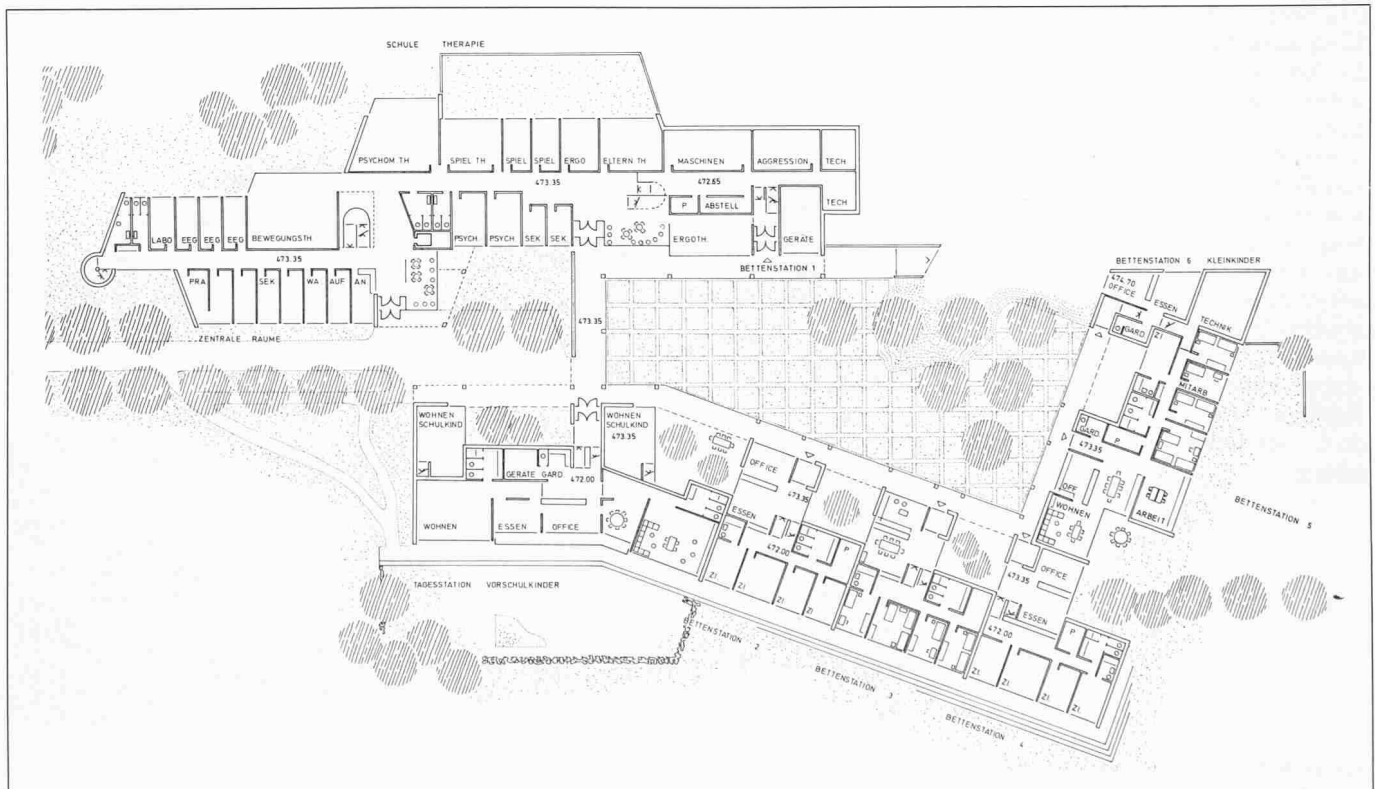 SCHULE THERAPIE
PSYCHOM TH
SPIEL TH
SPIEL
SPIEL
ERGO
ELTERN TH
MASCHINEN
AGGRESSION
TECH
473.35
472.65
P
ABSTELL
TECH
LABO
EEG
EEG
EEG
BEWEGUNGSTH.
PSYCH.
PSYCH
SEK
SEK
ERGOTH.
GERÄTE
473.35
BETTENSTATION 1
PRA
SEK
WA
AUF
AN
ZENTRALE RÄUME
473.35
BETTENSTATION 6 KLEINKINDER
474.70
OFFICE
ESSEN
GARD
ZI
TECHNIK
MITARB
GARD
P
473.35
OFF
WOHNEN
ARBEIT
BETTENSTATION 5
WOHNEN
SCHULKIND
WOHNEN
SCHULKIND
473.35
GERÄTE GARD
472.00
WOHNEN
ESSEN
OFFICE
OFFICE
473.35
ESSEN
472.00
P
ZI.
ZI.
ZI.
ZI
473.35
OFFICE
ESSEN
472.00
P
ZI.
ZI.
ZI.
ZI.
TAGESSTATION VORSCHULKINDER
BETTENSTATION 2
BETTENSTATION 3
BETTENSTATION 4